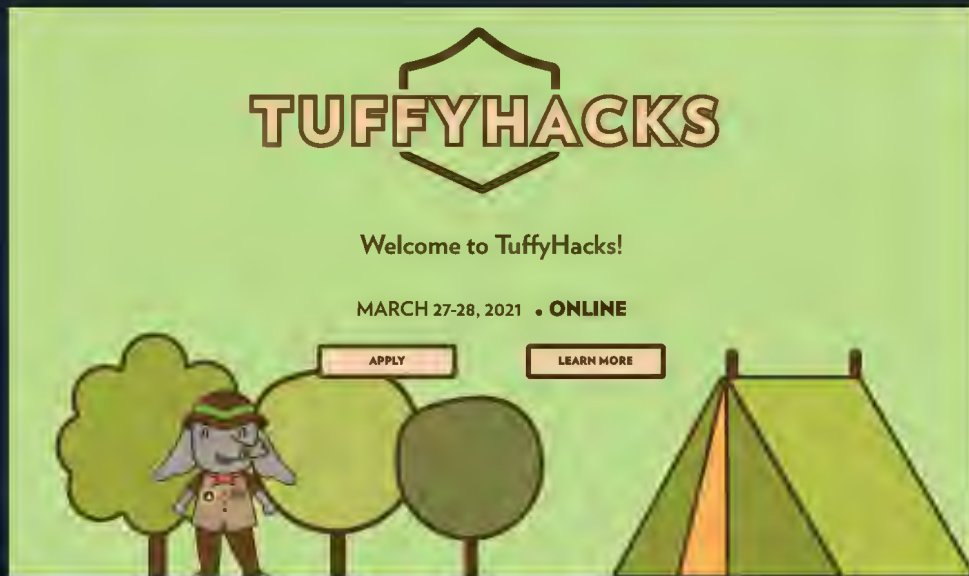 TUFFYHACKS
Welcome to TuffyHacks!
MARCH 27-28, 2021 • ONLINE
APPLY LEARN MORE